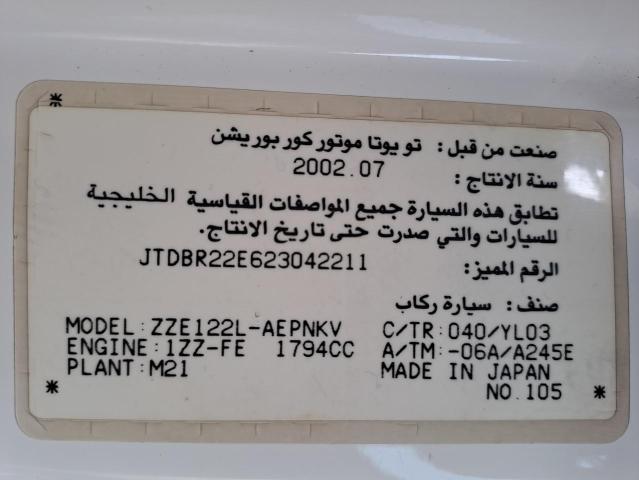 صنعت من قبل: تويوتا موتور كوربوريشن
سنة الانتاج: 2002.07
تطابق هذه السيارة جميع المواصفات القياسية الخليجية
للسيارات والتي صدرت حتى تاريخ الانتاج.
الرقم المميز: JTDBR22E623042211
صنف: سيارة ركاب
MODEL:ZZE122L-AEPNKV C/TR:040/YL03
ENGINE:1ZZ-FE 1794CC A/TM:-06A/A245E
PLANT:M21 MADE IN JAPAN
NO.105